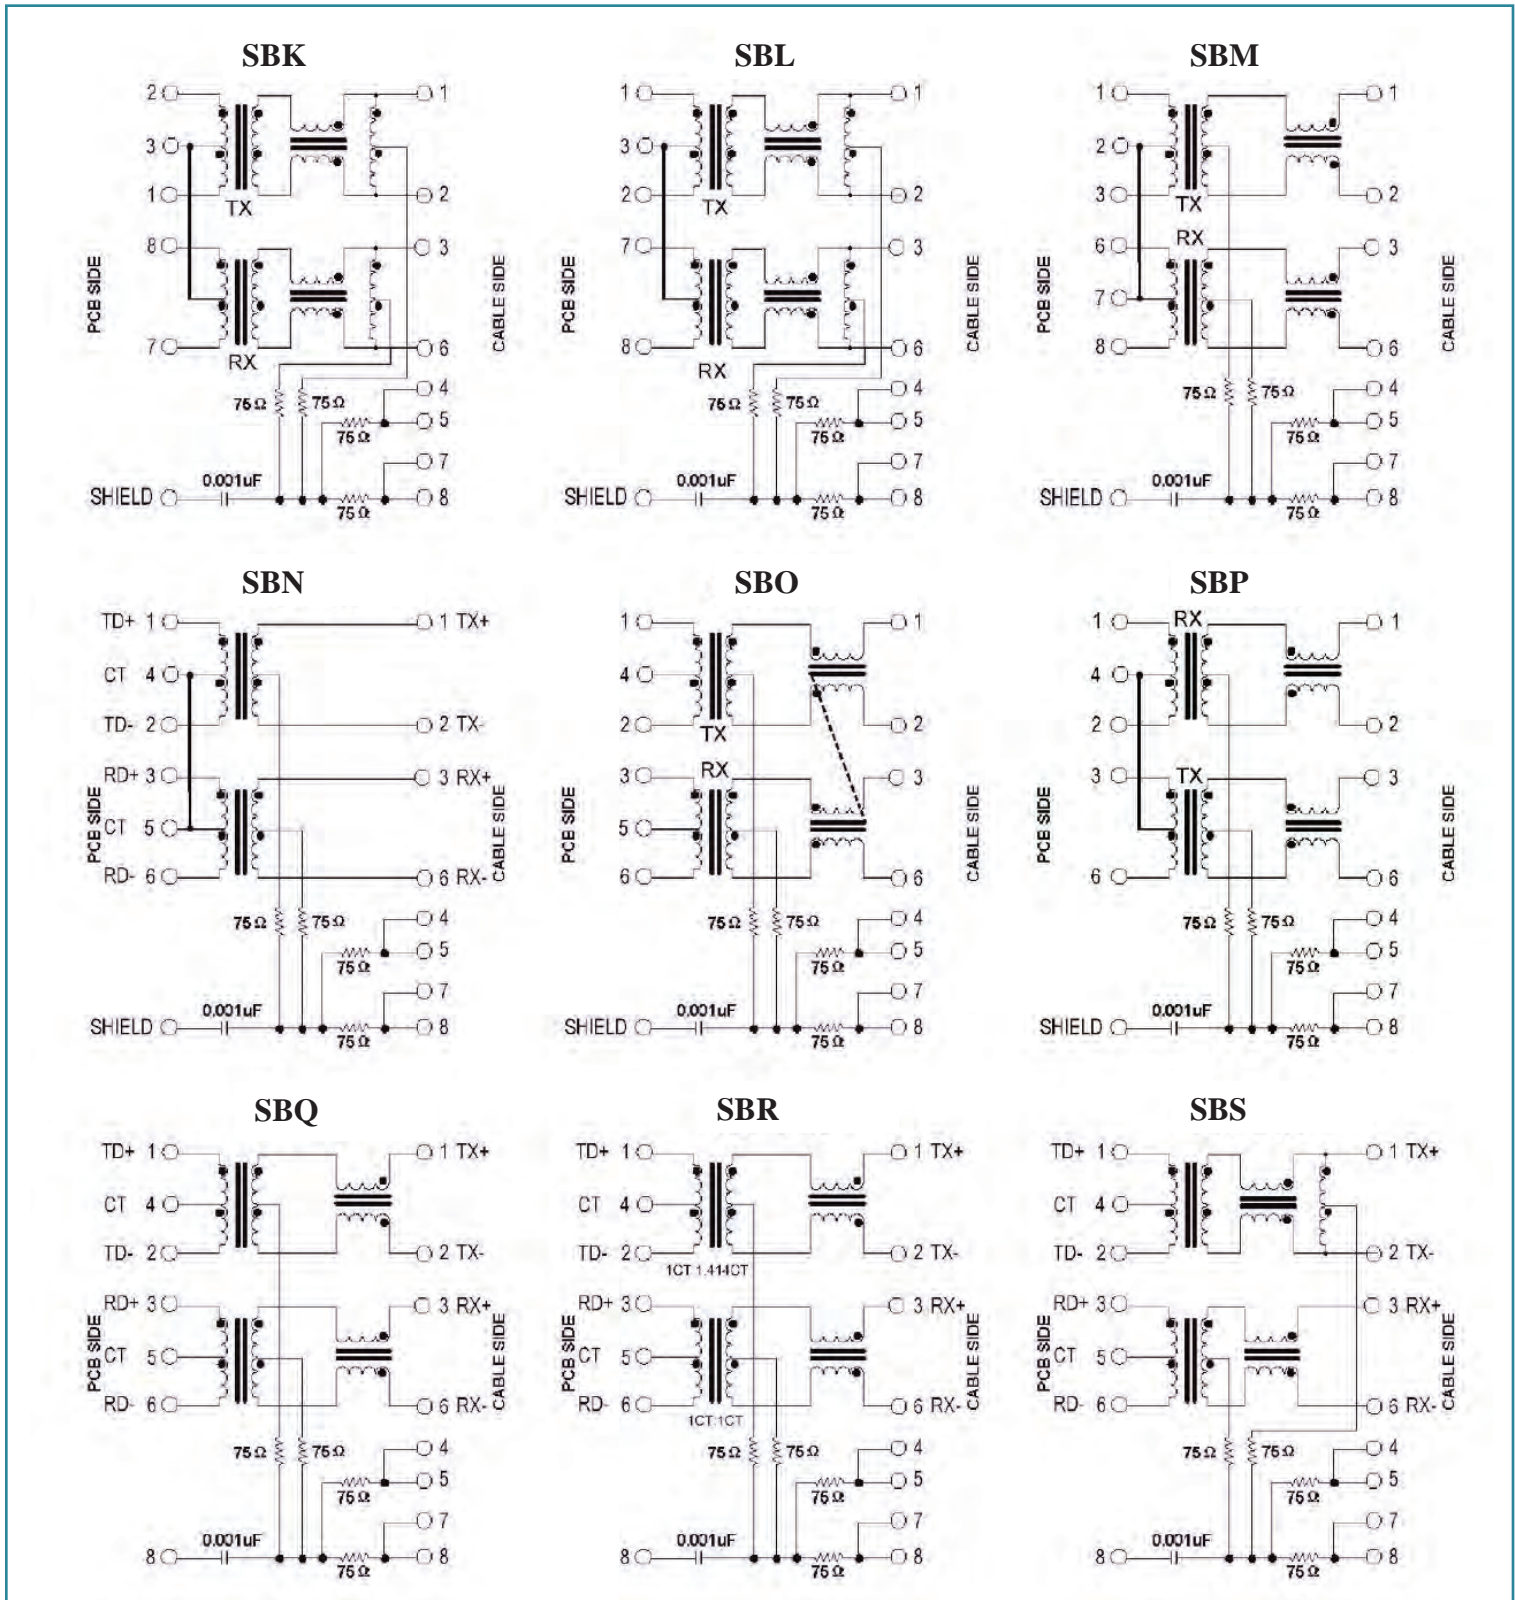 SBK
2 1
3
1 2
TX
8 3
PCB SIDE
CABLE SIDE
7 6
RX
4
75Ω 75Ω
5
75Ω
7
0.001uF
SHIELD 8
75Ω
SBL
1 1
3
2 2
TX
7 3
PCB SIDE
CABLE SIDE
8 6
RX
4
75Ω 75Ω
5
75Ω
7
0.001uF
SHIELD 8
75Ω
SBM
1 1
2
3 2
TX
RX
6 3
PCB SIDE
7
CABLE SIDE
8 6
4
75Ω 75Ω
5
75Ω
7
0.001uF
SHIELD 8
75Ω
SBN
TD+ 1 1 TX+
CT 4
TD- 2 2 TX-
RD+ 3 3 RX+
PCB SIDE
CT 5
CABLE SIDE
RD- 6 6 RX-
4
75Ω 75Ω
5
75Ω
7
0.001uF
SHIELD 8
75Ω
SBO
1 1
4
2 2
TX
RX
3 3
PCB SIDE
5
CABLE SIDE
6 6
4
75Ω 75Ω
5
75Ω
7
0.001uF
SHIELD 8
75Ω
SBP
1 RX 1
4
2 2
3 TX 3
PCB SIDE
CABLE SIDE
6 6
4
75Ω 75Ω
5
75Ω
7
0.001uF
SHIELD 8
75Ω
SBQ
TD+ 1 1 TX+
CT 4
TD- 2 2 TX-
RD+ 3 3 RX+
PCB SIDE
CT 5
CABLE SIDE
RD- 6 6 RX-
4
75Ω 75Ω
5
75Ω
7
0.001uF
8 8
75Ω
SBR
TD+ 1 1 TX+
CT 4
TD- 2 2 TX-
1CT 1.414CT
RD+ 3 3 RX+
PCB SIDE
CT 5
CABLE SIDE
RD- 6 6 RX-
1CT:1CT
4
75Ω 75Ω
5
75Ω
7
0.001uF
8 8
75Ω
SBS
TD+ 1 1 TX+
CT 4
TD- 2 2 TX-
RD+ 3 3 RX+
PCB SIDE
CT 5
CABLE SIDE
RD- 6 6 RX-
4
75Ω 75Ω
5
75Ω
7
0.001uF
8 8
75Ω